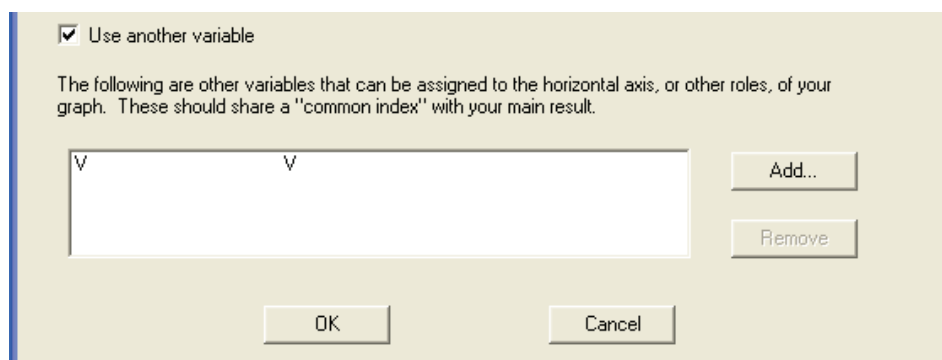 Use another variable
The following are other variables that can be assigned to the horizontal axis, or other roles, of your
graph. These should share a "common index" with your main result.
V V
Add...
Remove
OK Cancel